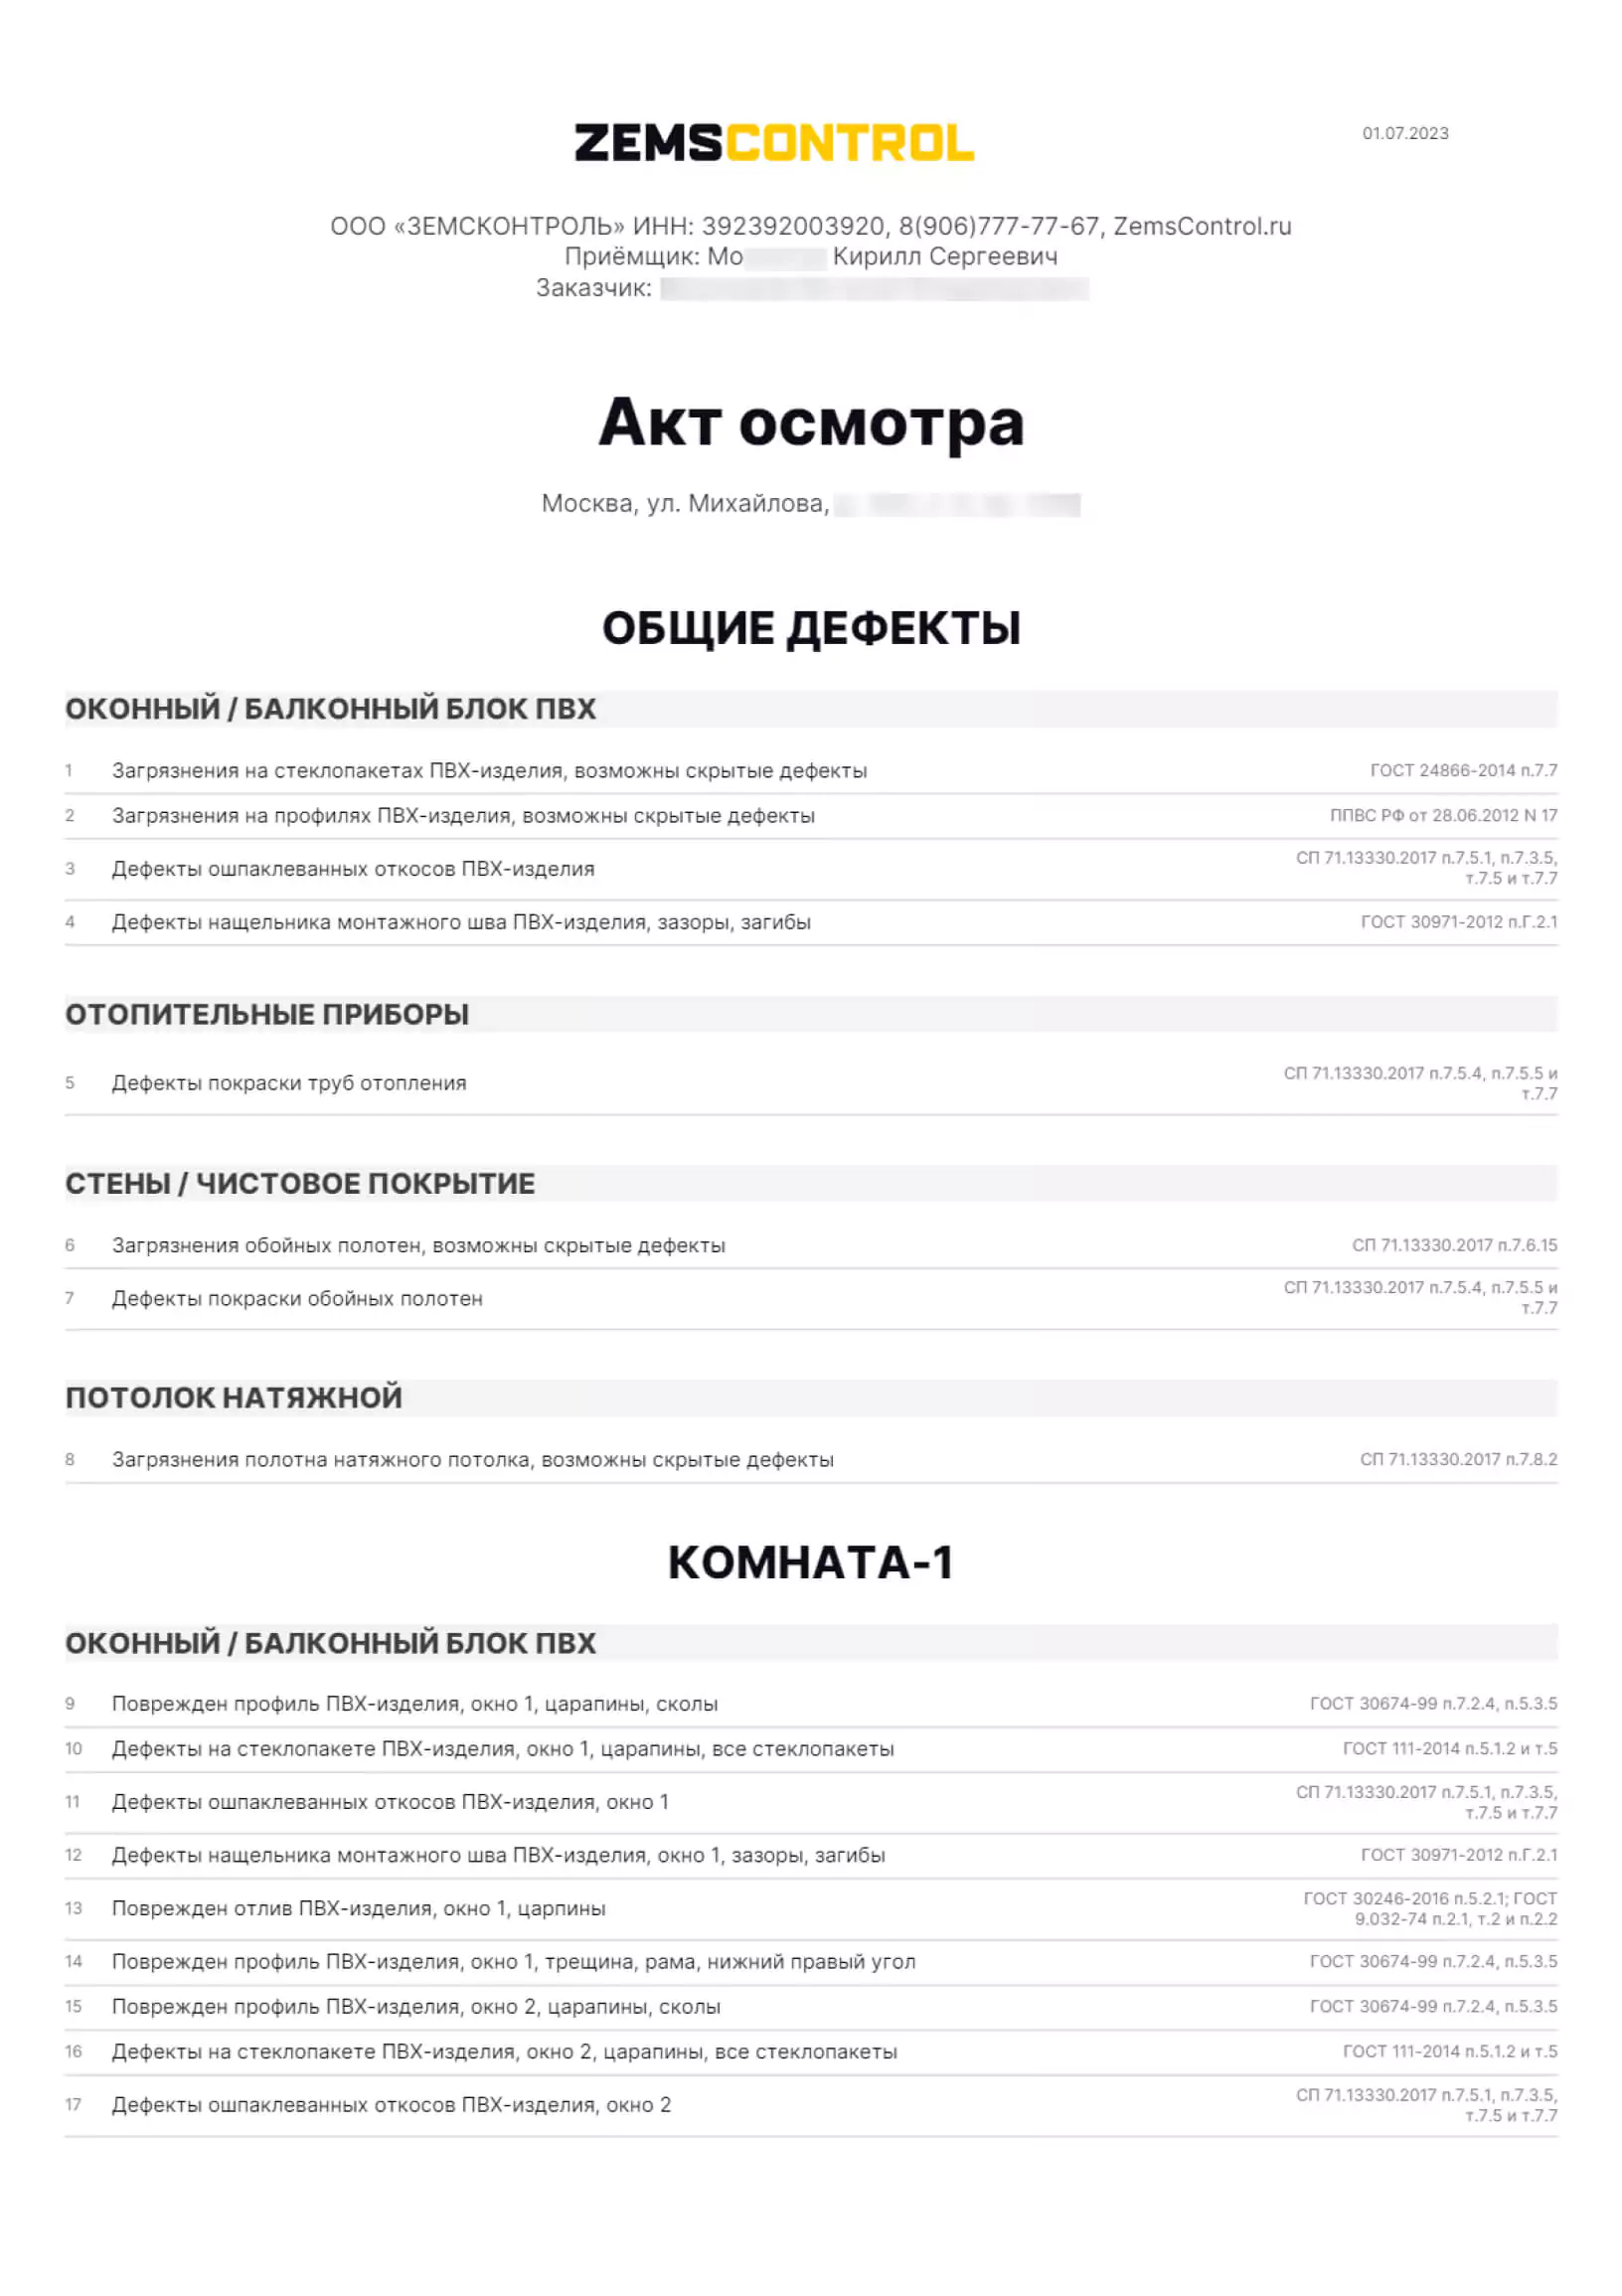 ZEMSCONTROL
01.07.2023
ООО «ЗЕМСКОНТРОЛЬ» ИНН: 392392003920, 8(906)777-77-67, ZemsControl.ru
Приёмщик: Мо Кирилл Сергеевич
Заказчик:
Акт осмотра
Москва, ул. Михайлова,
ОБЩИЕ ДЕФЕКТЫ
ОКОННЫЙ / БАЛКОННЫЙ БЛОК ПВХ
1 Загрязнения на стеклопакетах ПВХ-изделия, возможны скрытые дефекты ГОСТ 24866-2014 п.7.7
2 Загрязнения на профилях ПВХ-изделия, возможны скрытые дефекты ППВС РФ от 28.06.2012 N 17
3 Дефекты ошпаклеванных откосов ПВХ-изделия СП 71.13330.2017 п.7.5.1, п.7.3.5,
т.7.5 и т.7.7
4 Дефекты нащельника монтажного шва ПВХ-изделия, зазоры, загибы ГОСТ 30971-2012 п.Г.2.1
ОТОПИТЕЛЬНЫЕ ПРИБОРЫ
5 Дефекты покраски труб отопления СП 71.13330.2017 п.7.5.4, п.7.5.5 и
т.7.7
СТЕНЫ / ЧИСТОВОЕ ПОКРЫТИЕ
6 Загрязнения обойных полотен, возможны скрытые дефекты СП 71.13330.2017 п.7.6.15
7 Дефекты покраски обойных полотен СП 71.13330.2017 п.7.5.4, п.7.5.5 и
т.7.7
ПОТОЛОК НАТЯЖНОЙ
8 Загрязнения полотна натяжного потолка, возможны скрытые дефекты СП 71.13330.2017 п.7.8.2
КОМНАТА-1
ОКОННЫЙ / БАЛКОННЫЙ БЛОК ПВХ
9 Поврежден профиль ПВХ-изделия, окно 1, царапины, сколы ГОСТ 30674-99 п.7.2.4, п.5.3.5
10 Дефекты на стеклопакете ПВХ-изделия, окно 1, царапины, все стеклопакеты ГОСТ 111-2014 п.5.1.2 и т.5
11 Дефекты ошпаклеванных откосов ПВХ-изделия, окно 1 СП 71.13330.2017 п.7.5.1, п.7.3.5,
т.7.5 и т.7.7
12 Дефекты нащельника монтажного шва ПВХ-изделия, окно 1, зазоры, загибы ГОСТ 30971-2012 п.Г.2.1
13 Поврежден отлив ПВХ-изделия, окно 1, царпины ГОСТ 30246-2016 п.5.2.1; ГОСТ
9.032-74 п.2.1, т.2 и п.2.2
14 Поврежден профиль ПВХ-изделия, окно 1, трещина, рама, нижний правый угол ГОСТ 30674-99 п.7.2.4, п.5.3.5
15 Поврежден профиль ПВХ-изделия, окно 2, царапины, сколы ГОСТ 30674-99 п.7.2.4, п.5.3.5
16 Дефекты на стеклопакете ПВХ-изделия, окно 2, царапины, все стеклопакеты ГОСТ 111-2014 п.5.1.2 и т.5
17 Дефекты ошпаклеванных откосов ПВХ-изделия, окно 2 СП 71.13330.2017 п.7.5.1, п.7.3.5,
т.7.5 и т.7.7